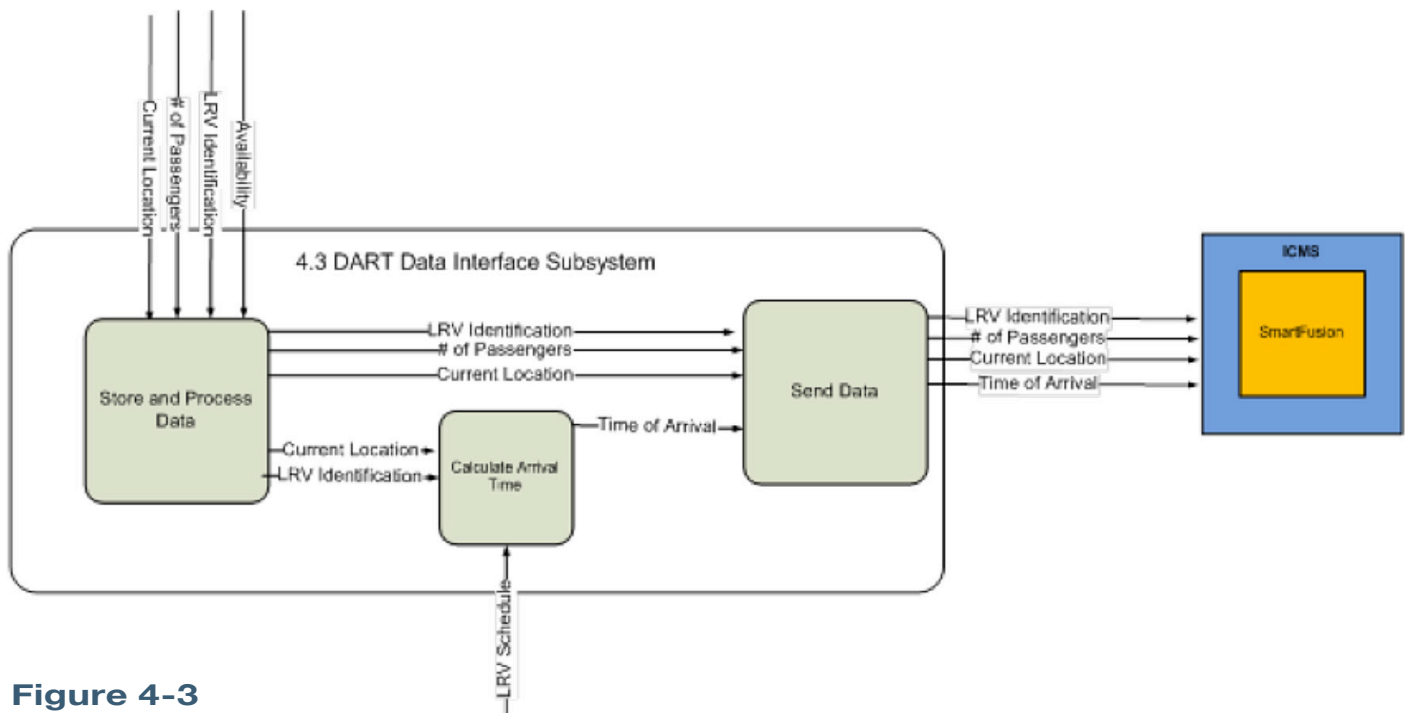 Current Location
# of Passengers
LRV Identification
Availability
4.3 DART Data Interface Subsystem
ICMS
SmartFusion
Store and Process
Data
LRV Identification
# of Passengers
Current Location
Current Location
LRV Identification
Calculate Arrival
Time
Time of Arrival
Send Data
LRV Identification
# of Passengers
Current Location
Time of Arrival
LRV Schedule
Figure 4-3